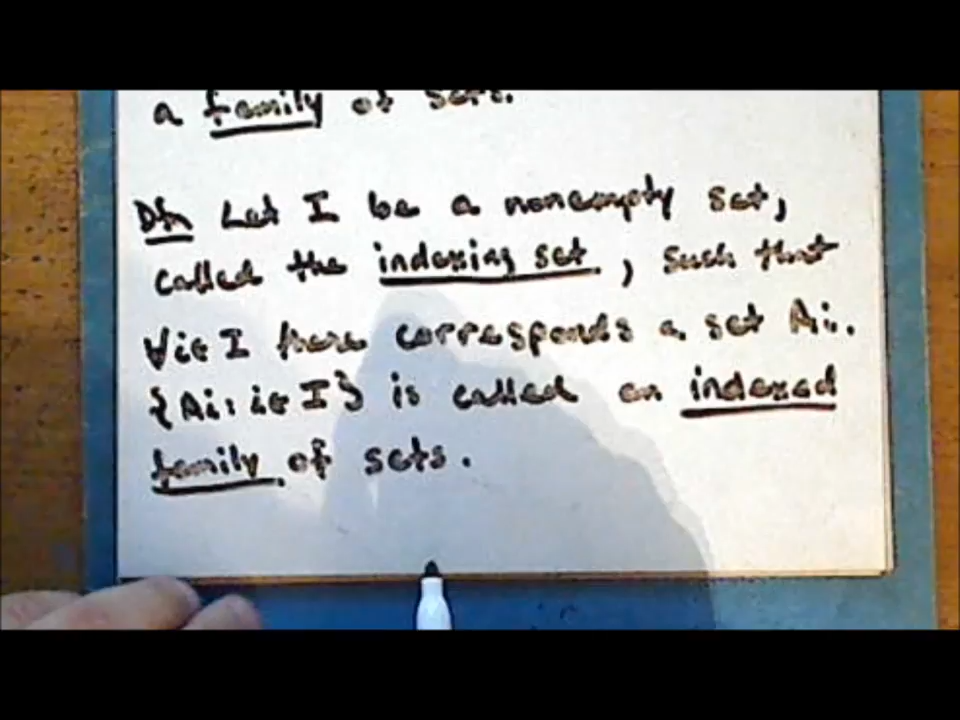 a family of sets.
Dfn Let I be a nonempty set,
called the indexing set, such that
∀i∈I there corresponds a set Ai.
{Ai: i∈I} is called an indexed
family of sets.